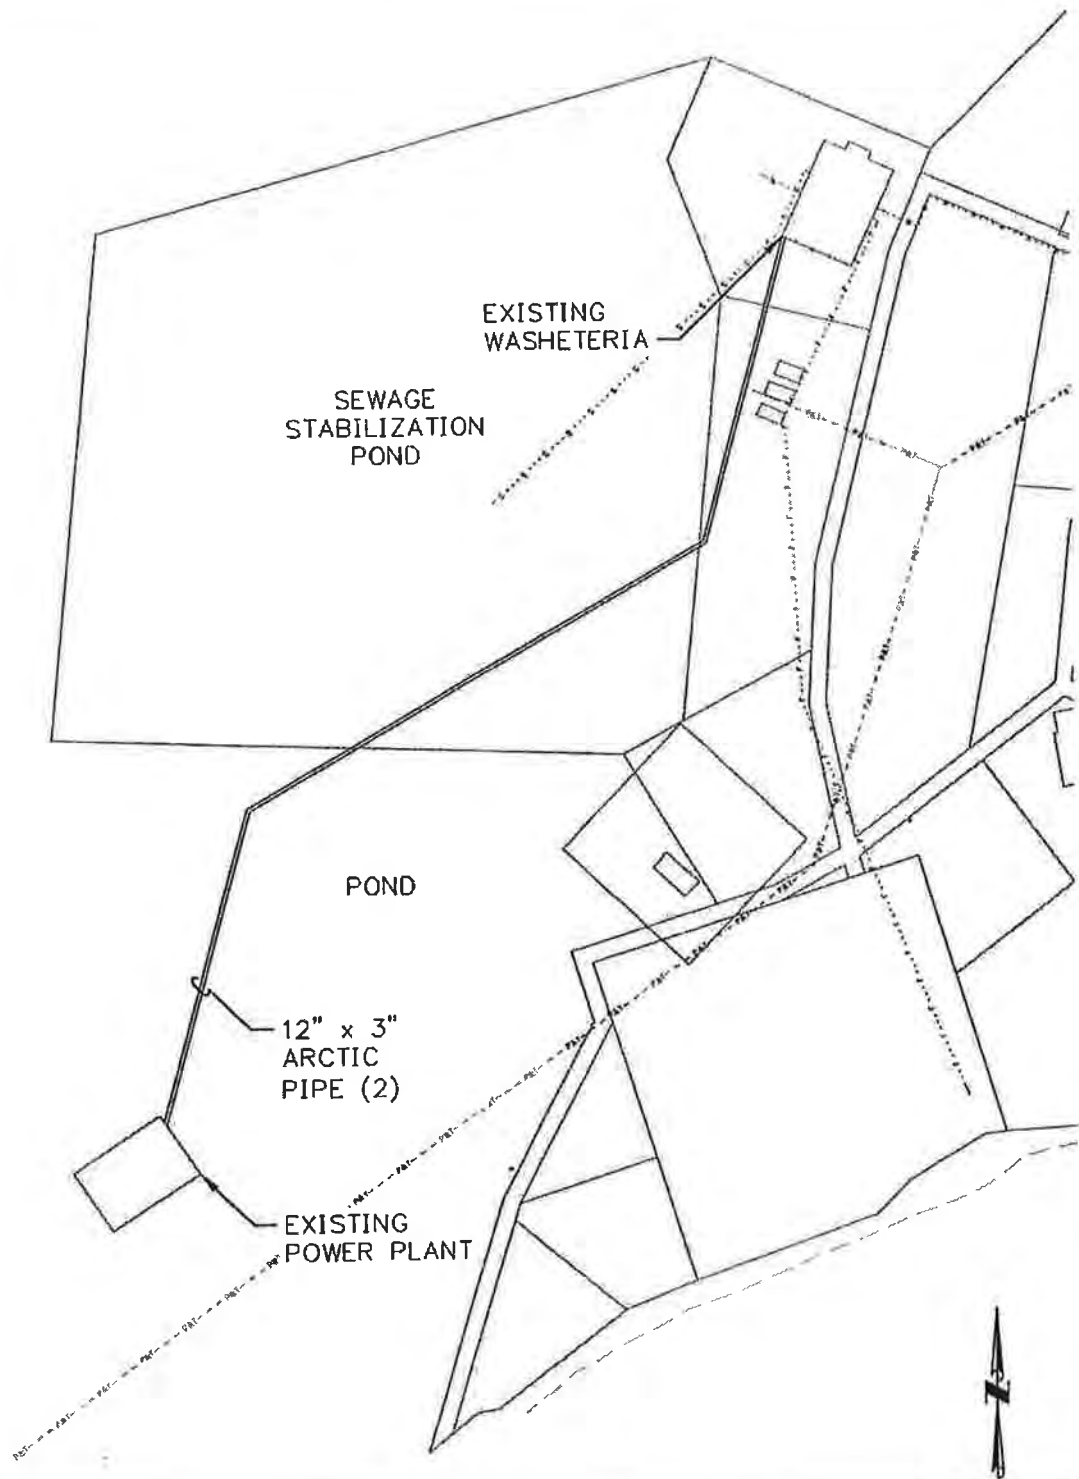 EXISTING
WASHETERIA
SEWAGE
STABILIZATION
POND
POND
12" x 3"
ARCTIC
PIPE (2)
EXISTING
POWER PLANT
N